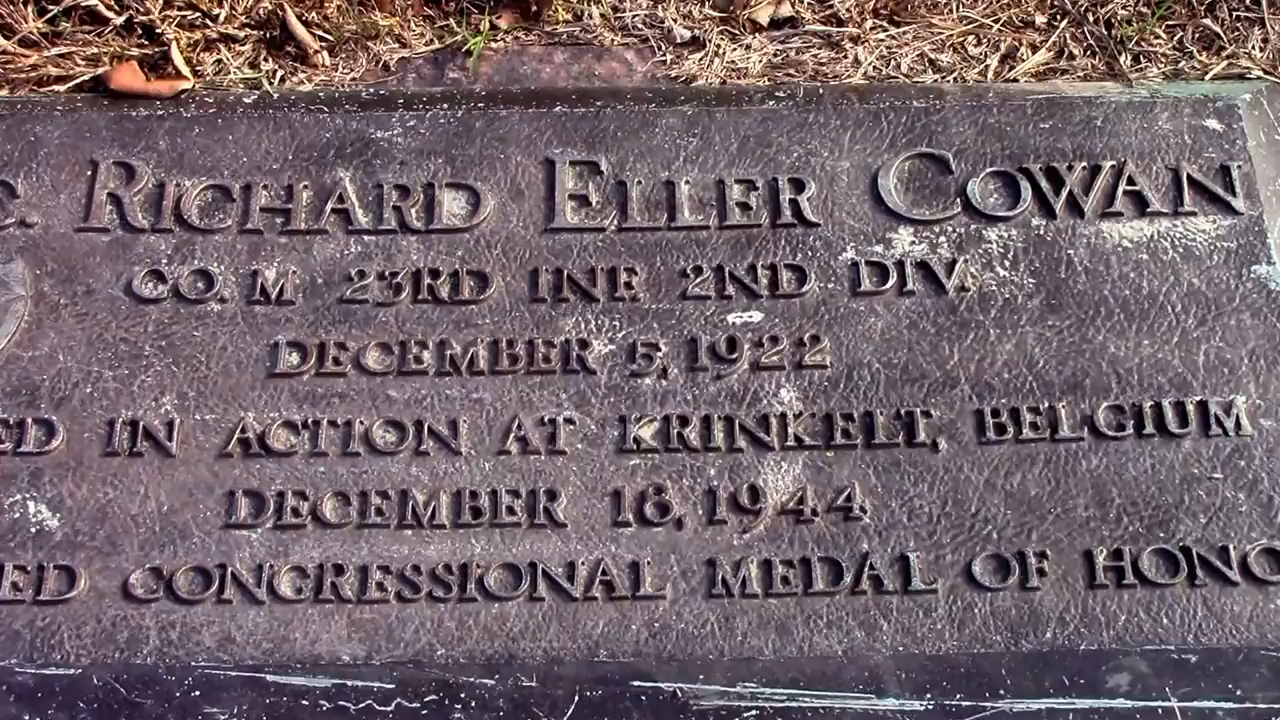 C. RICHARD ELLER COWAN
CO. M 23RD INF. 2ND DIV.
DECEMBER 5, 1922
ED IN ACTION AT KRINKELT, BELGIUM
DECEMBER 18, 1944
ED CONGRESSIONAL MEDAL OF HONO